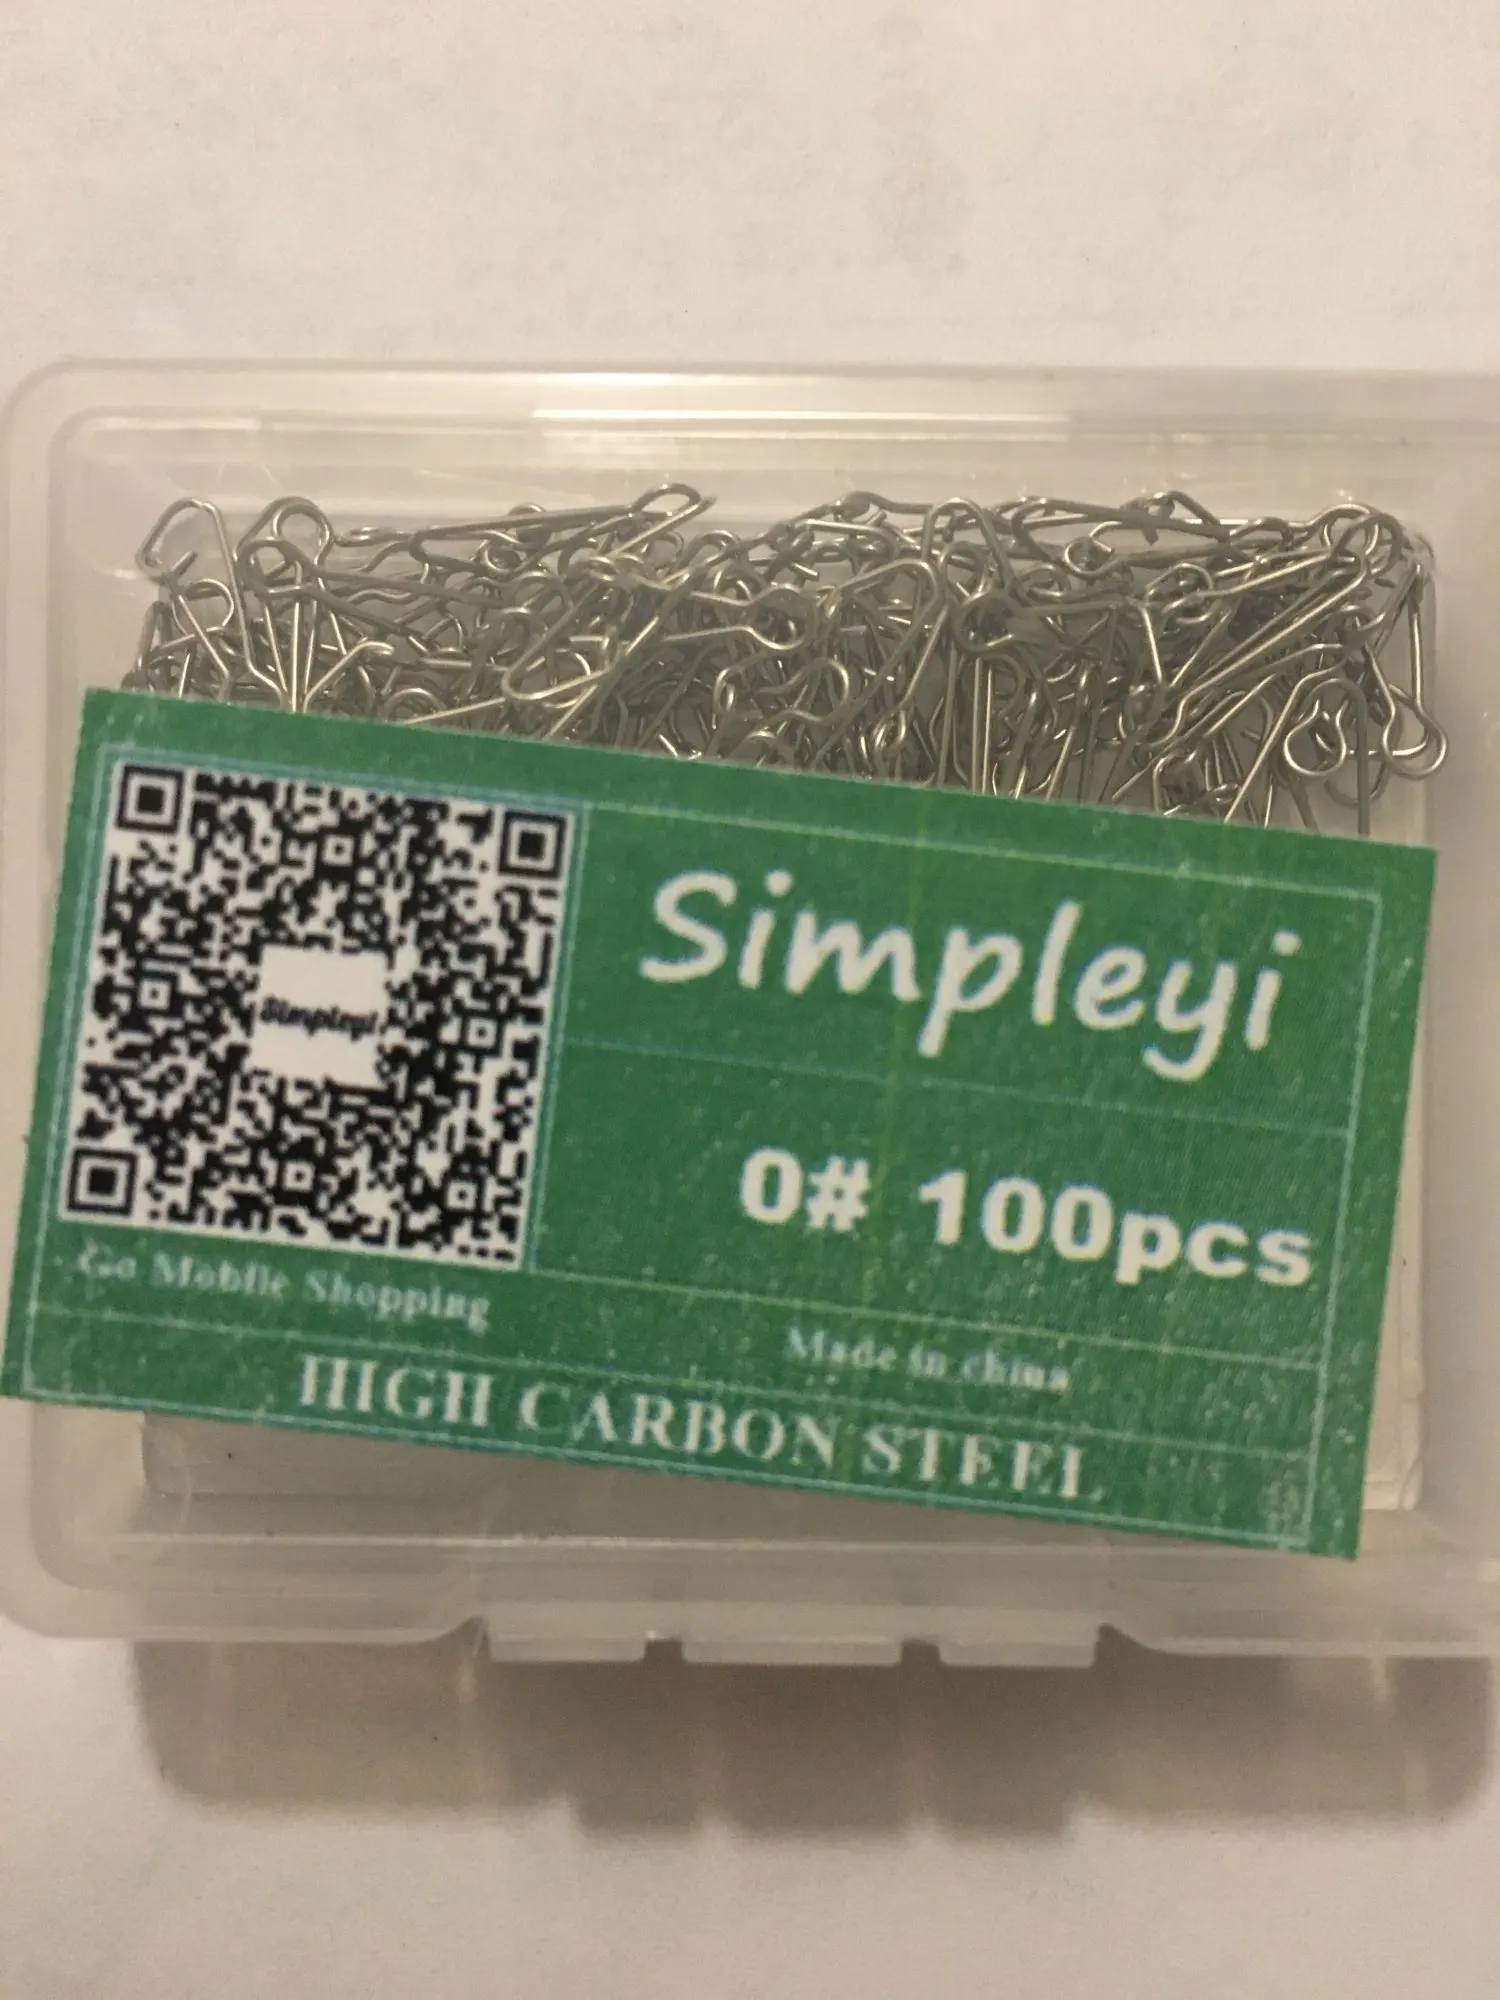 Simpleyi
Simpleyi
0# 100pcs
Go Mobile Shopping
Made in china
HIGH CARBON STEEL